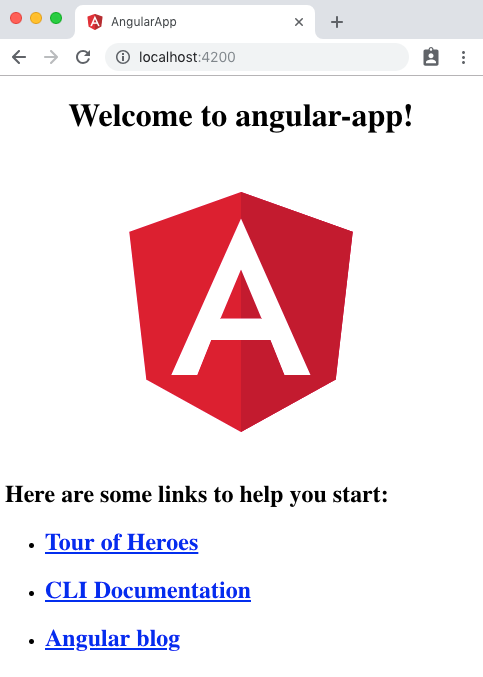 AngularApp
localhost:4200
Welcome to angular-app!
A
Here are some links to help you start:
Tour of Heroes
CLI Documentation
Angular blog